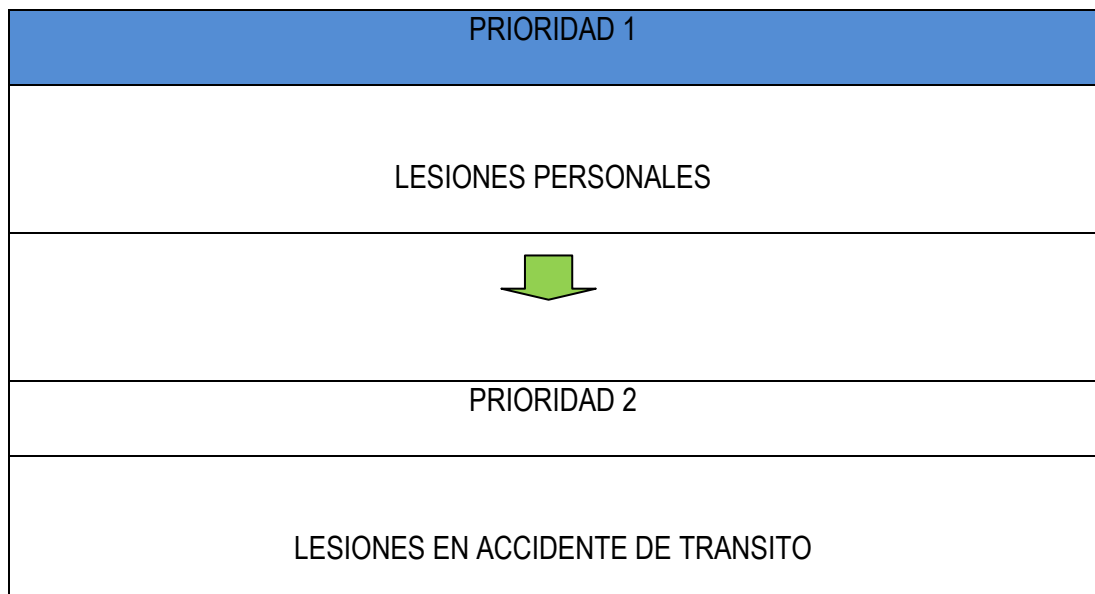 PRIORIDAD 1
LESIONES PERSONALES
PRIORIDAD 2
LESIONES EN ACCIDENTE DE TRANSITO